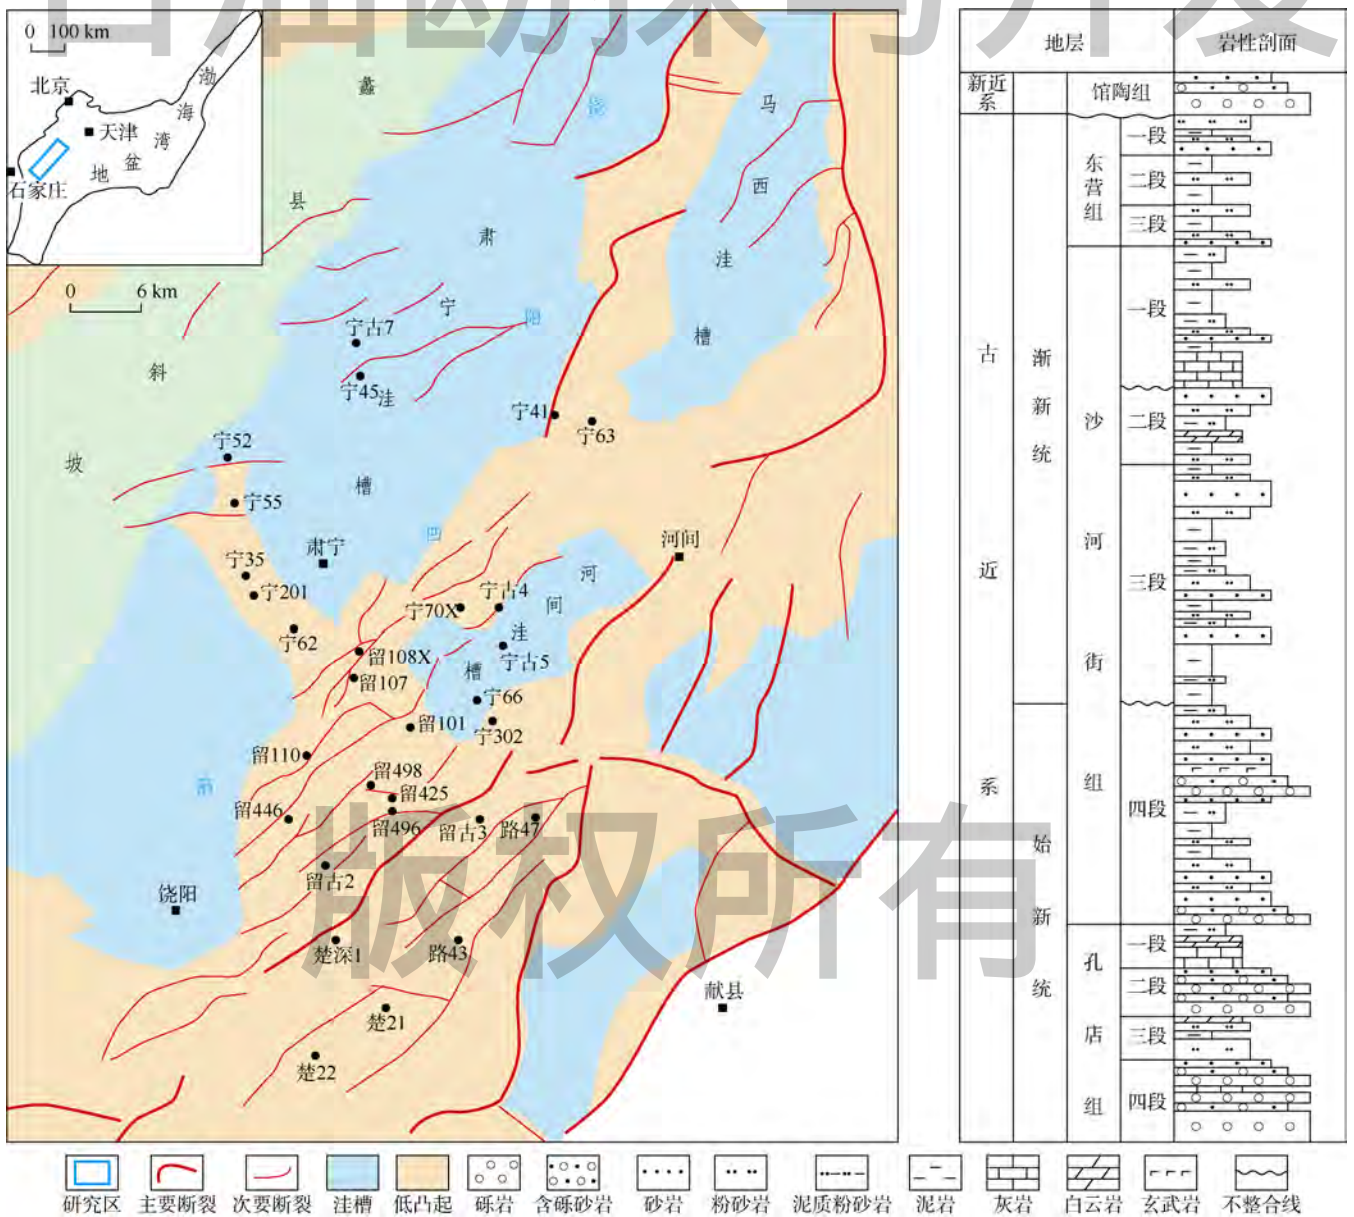 石油勘探与开发
0 100 km
北京
天津
石家庄
渤
海
湾
盆
地
0 6 km
蠡
县
斜
坡
饶
阳
凹
陷
肃
宁
洼
槽
马
西
洼
槽
河
间
洼
槽
宁古7
宁45
宁41
宁63
宁52
宁55
肃宁
河间
宁35
宁201
宁62
宁70X
宁古4
宁古5
留108X
留107
宁66
留101
宁302
留110
留498
留425
留446
留496
留古3
路47
留古2
饶阳
楚深1
路43
献县
楚21
楚22
版权所有
地层 岩性剖面
新近系
馆陶组
古近系
渐新统
始新统
东营组
一段
二段
三段
沙河街组
一段
二段
三段
四段
孔店组
一段
二段
三段
四段
研究区 主要断裂 次要断裂 洼槽 低凸起 砾岩 含砾砂岩 砂岩 粉砂岩 泥质粉砂岩 泥岩 灰岩 白云岩 玄武岩 不整合线